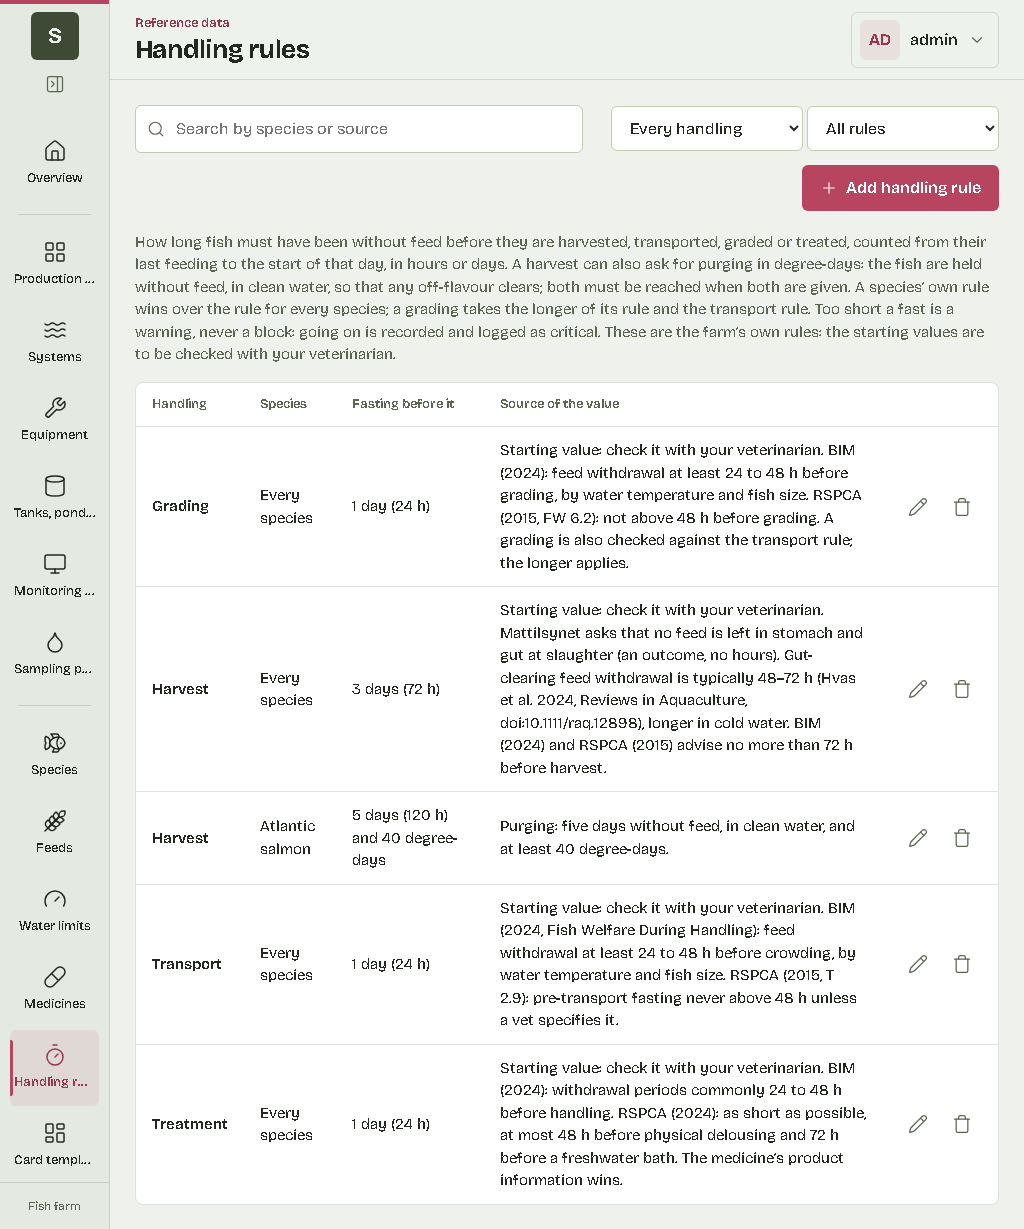 S
Reference data
Handling rules
AD admin
Overview
Production ...
Systems
Equipment
Tanks, pond...
Monitoring ...
Sampling p...
Species
Feeds
Water limits
Medicines
Handling r...
Card templ...
Fish farm
Search by species or source
Every handling
All rules
+ Add handling rule
How long fish must have been without feed before they are harvested, transported, graded or treated, counted from their
last feeding to the start of that day, in hours or days. A harvest can also ask for purging in degree-days: the fish are held
without feed, in clean water, so that any off-flavour clears; both must be reached when both are given. A species’ own rule
wins over the rule for every species; a grading takes the longer of its rule and the transport rule. Too short a fast is a
warning, never a block: going on is recorded and logged as critical. These are the farm’s own rules: the starting values are
to be checked with your veterinarian.
Handling Species Fasting before it Source of the value
Grading
Every
species
1 day (24 h)
Starting value: check it with your veterinarian. BIM
(2024): feed withdrawal at least 24 to 48 h before
grading, by water temperature and fish size. RSPCA
(2015, FW 6.2): not above 48 h before grading. A
grading is also checked against the transport rule;
the longer applies.
Harvest
Every
species
3 days (72 h)
Starting value: check it with your veterinarian.
Mattilsynet asks that no feed is left in stomach and
gut at slaughter (an outcome, no hours). Gut-
clearing feed withdrawal is typically 48–72 h (Hvas
et al. 2024, Reviews in Aquaculture,
doi:10.1111/raq.12898), longer in cold water. BIM
(2024) and RSPCA (2015) advise no more than 72 h
before harvest.
Harvest
Atlantic
salmon
5 days (120 h)
and 40 degree-
days
Purging: five days without feed, in clean water, and
at least 40 degree-days.
Transport
Every
species
1 day (24 h)
Starting value: check it with your veterinarian. BIM
(2024, Fish Welfare During Handling): feed
withdrawal at least 24 to 48 h before crowding, by
water temperature and fish size. RSPCA (2015, T
2.9): pre-transport fasting never above 48 h unless
a vet specifies it.
Treatment
Every
species
1 day (24 h)
Starting value: check it with your veterinarian. BIM
(2024): withdrawal periods commonly 24 to 48 h
before handling. RSPCA (2024): as short as possible,
at most 48 h before physical delousing and 72 h
before a freshwater bath. The medicine’s product
information wins.